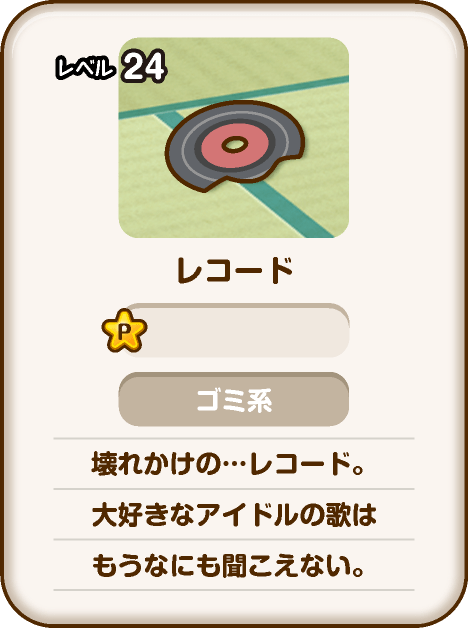 レベル 24
レコード
P
ゴミ系
壊れかけの…レコード。
大好きなアイドルの歌は
もうなにも聞こえない。